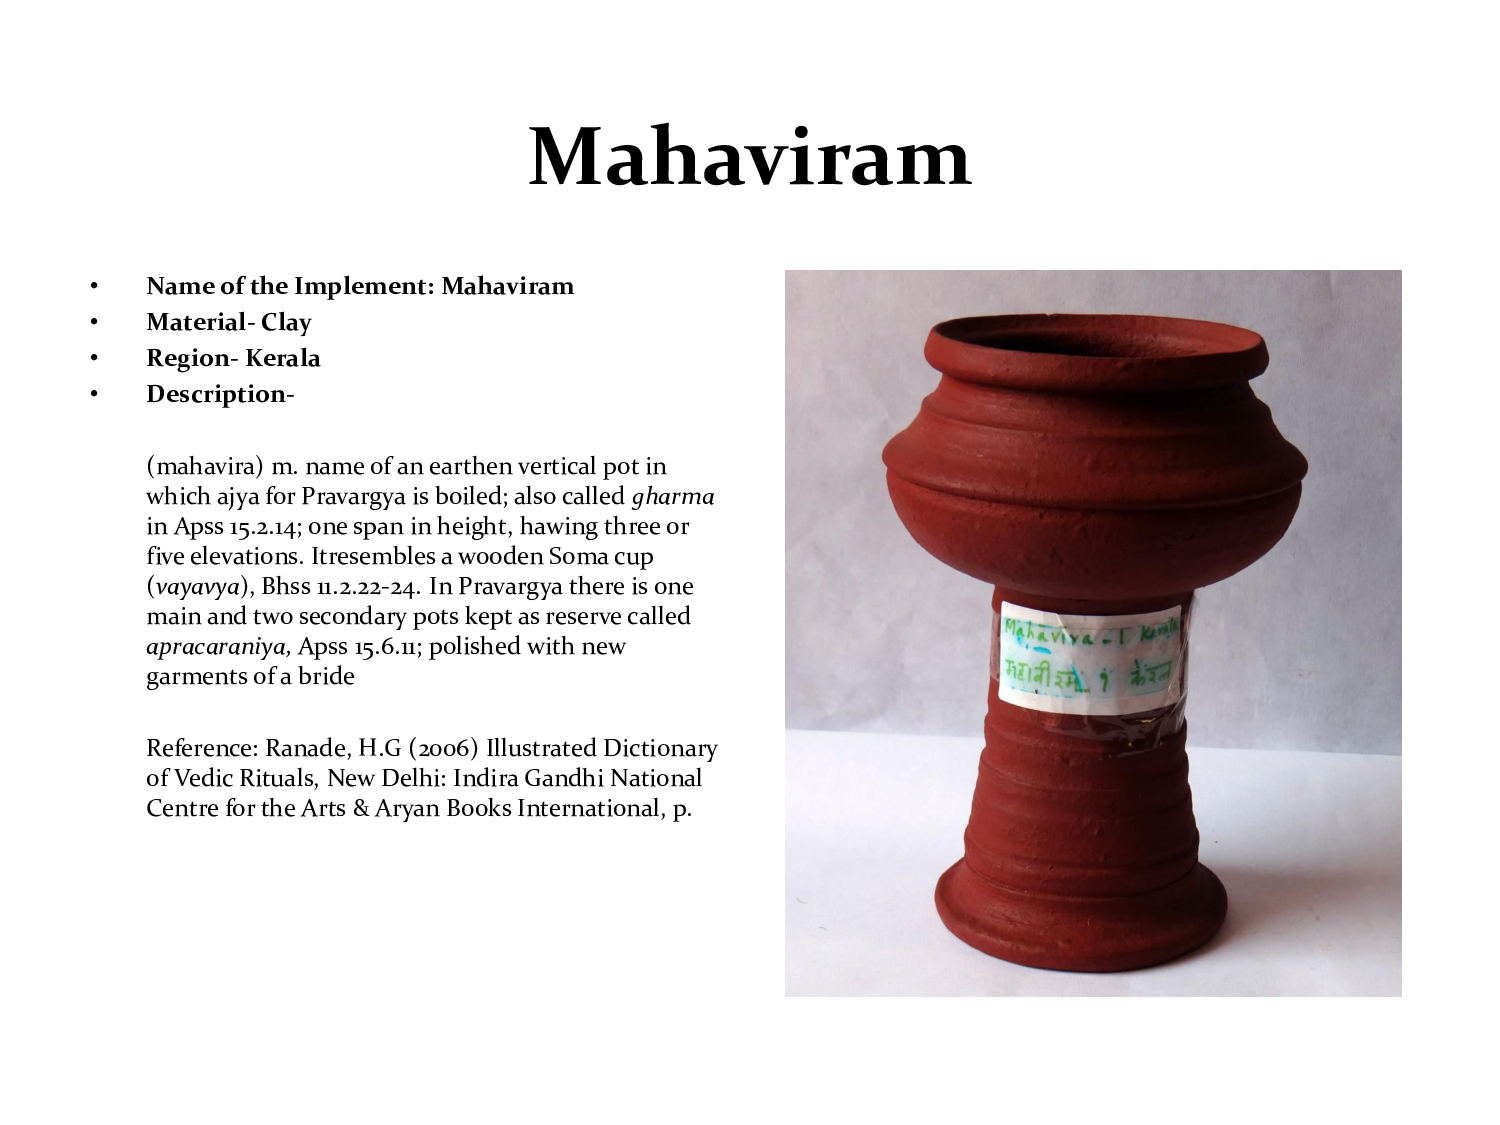 Mahaviram
• Name of the Implement: Mahaviram
• Material- Clay
• Region- Kerala
• Description-
(mahavira) m. name of an earthen vertical pot in
which ajya for Pravargya is boiled; also called gharma
in Apss 15.2.14; one span in height, hawing three or
five elevations. Itresembles a wooden Soma cup
(vayavya), Bhss 11.2.22-24. In Pravargya there is one
main and two secondary pots kept as reserve called
apracaraniya, Apss 15.6.11; polished with new
garments of a bride
Reference: Ranade, H.G (2006) Illustrated Dictionary
of Vedic Rituals, New Delhi: Indira Gandhi National
Centre for the Arts & Aryan Books International, p.
Mahavira - 1 Kerala
महावीरम् १ केरल